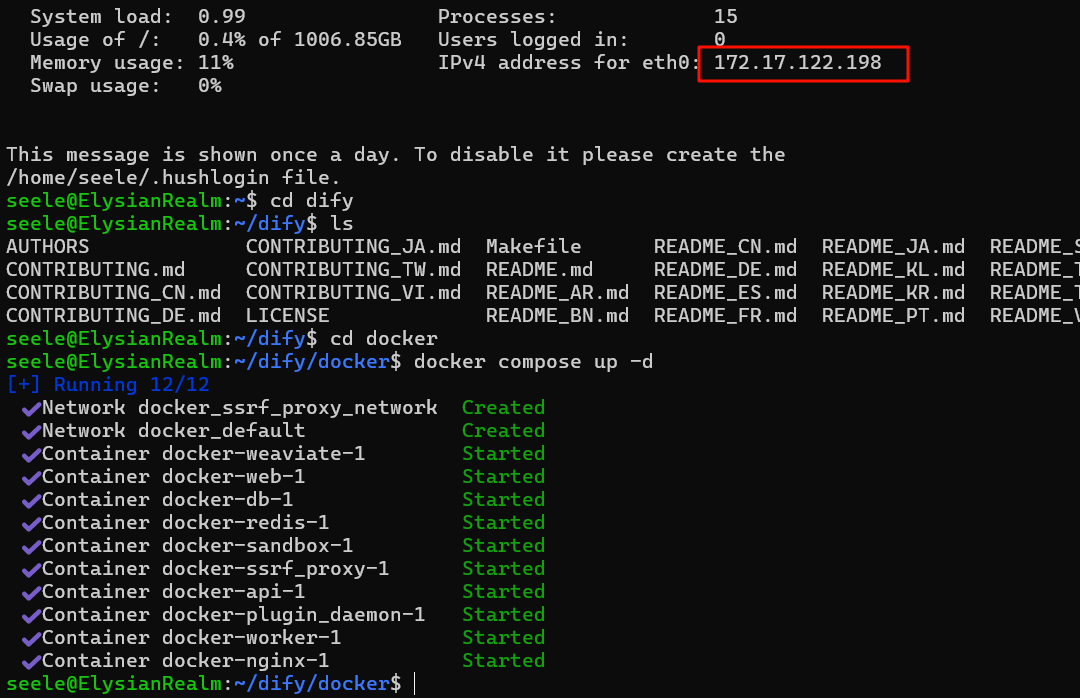 System load:  0.99                Processes:             15
Usage of /:   0.4% of 1006.85GB   Users logged in:       0
Memory usage: 11%                 IPv4 address for eth0: 172.17.122.198
Swap usage:   0%
This message is shown once a day. To disable it please create the
/home/seele/.hushlogin file.
seele@ElysianRealm:~$ cd dify
seele@ElysianRealm:~/dify$ ls
AUTHORS             CONTRIBUTING_JA.md  Makefile      README_CN.md  README_JA.md  README_S
CONTRIBUTING.md     CONTRIBUTING_TW.md  README.md     README_DE.md  README_KL.md  README_T
CONTRIBUTING_CN.md  CONTRIBUTING_VI.md  README_AR.md  README_ES.md  README_KR.md  README_T
CONTRIBUTING_DE.md  LICENSE             README_BN.md  README_FR.md  README_PT.md  README_V
seele@ElysianRealm:~/dify$ cd docker
seele@ElysianRealm:~/dify/docker$ docker compose up -d
[+] Running 12/12
✔Network docker_ssrf_proxy_network  Created
✔Network docker_default             Created
✔Container docker-weaviate-1        Started
✔Container docker-web-1             Started
✔Container docker-db-1              Started
✔Container docker-redis-1           Started
✔Container docker-sandbox-1         Started
✔Container docker-ssrf_proxy-1      Started
✔Container docker-api-1             Started
✔Container docker-plugin_daemon-1   Started
✔Container docker-worker-1          Started
✔Container docker-nginx-1           Started
seele@ElysianRealm:~/dify/docker$